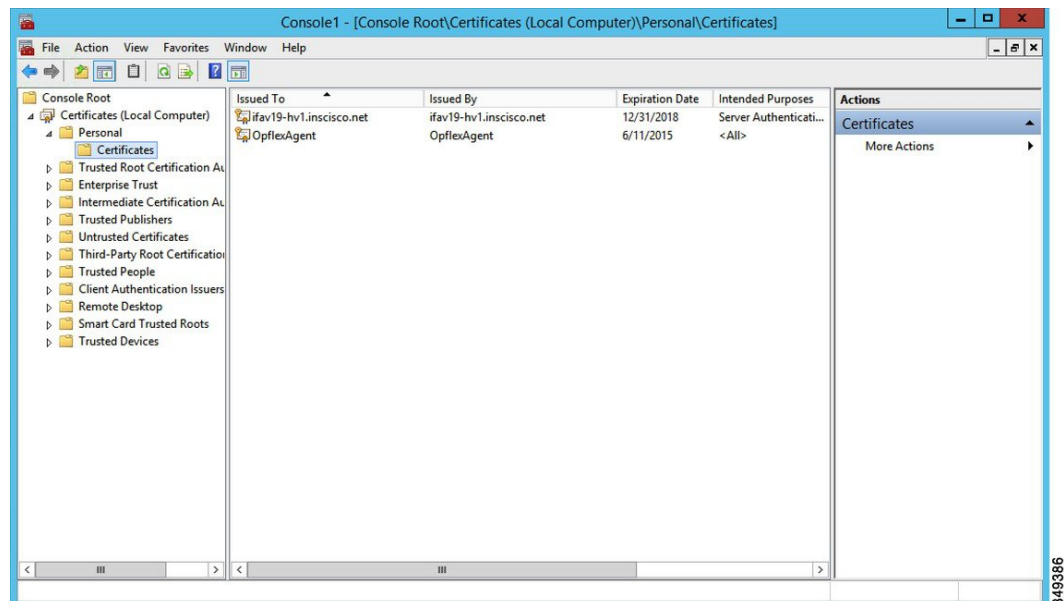 Console1 - [Console Root\Certificates (Local Computer)\Personal\Certificates]
File Action View Favorites Window Help
Console Root
Certificates (Local Computer)
Personal
Certificates
Trusted Root Certification Au
Enterprise Trust
Intermediate Certification Au
Trusted Publishers
Untrusted Certificates
Third-Party Root Certification
Trusted People
Client Authentication Issuers
Remote Desktop
Smart Card Trusted Roots
Trusted Devices
Issued To Issued By Expiration Date Intended Purposes
ifav19-hv1.inscisco.net ifav19-hv1.inscisco.net 12/31/2018 Server Authenticati...
OpflexAgent OpflexAgent 6/11/2015 <All>
Actions
Certificates
More Actions
349386